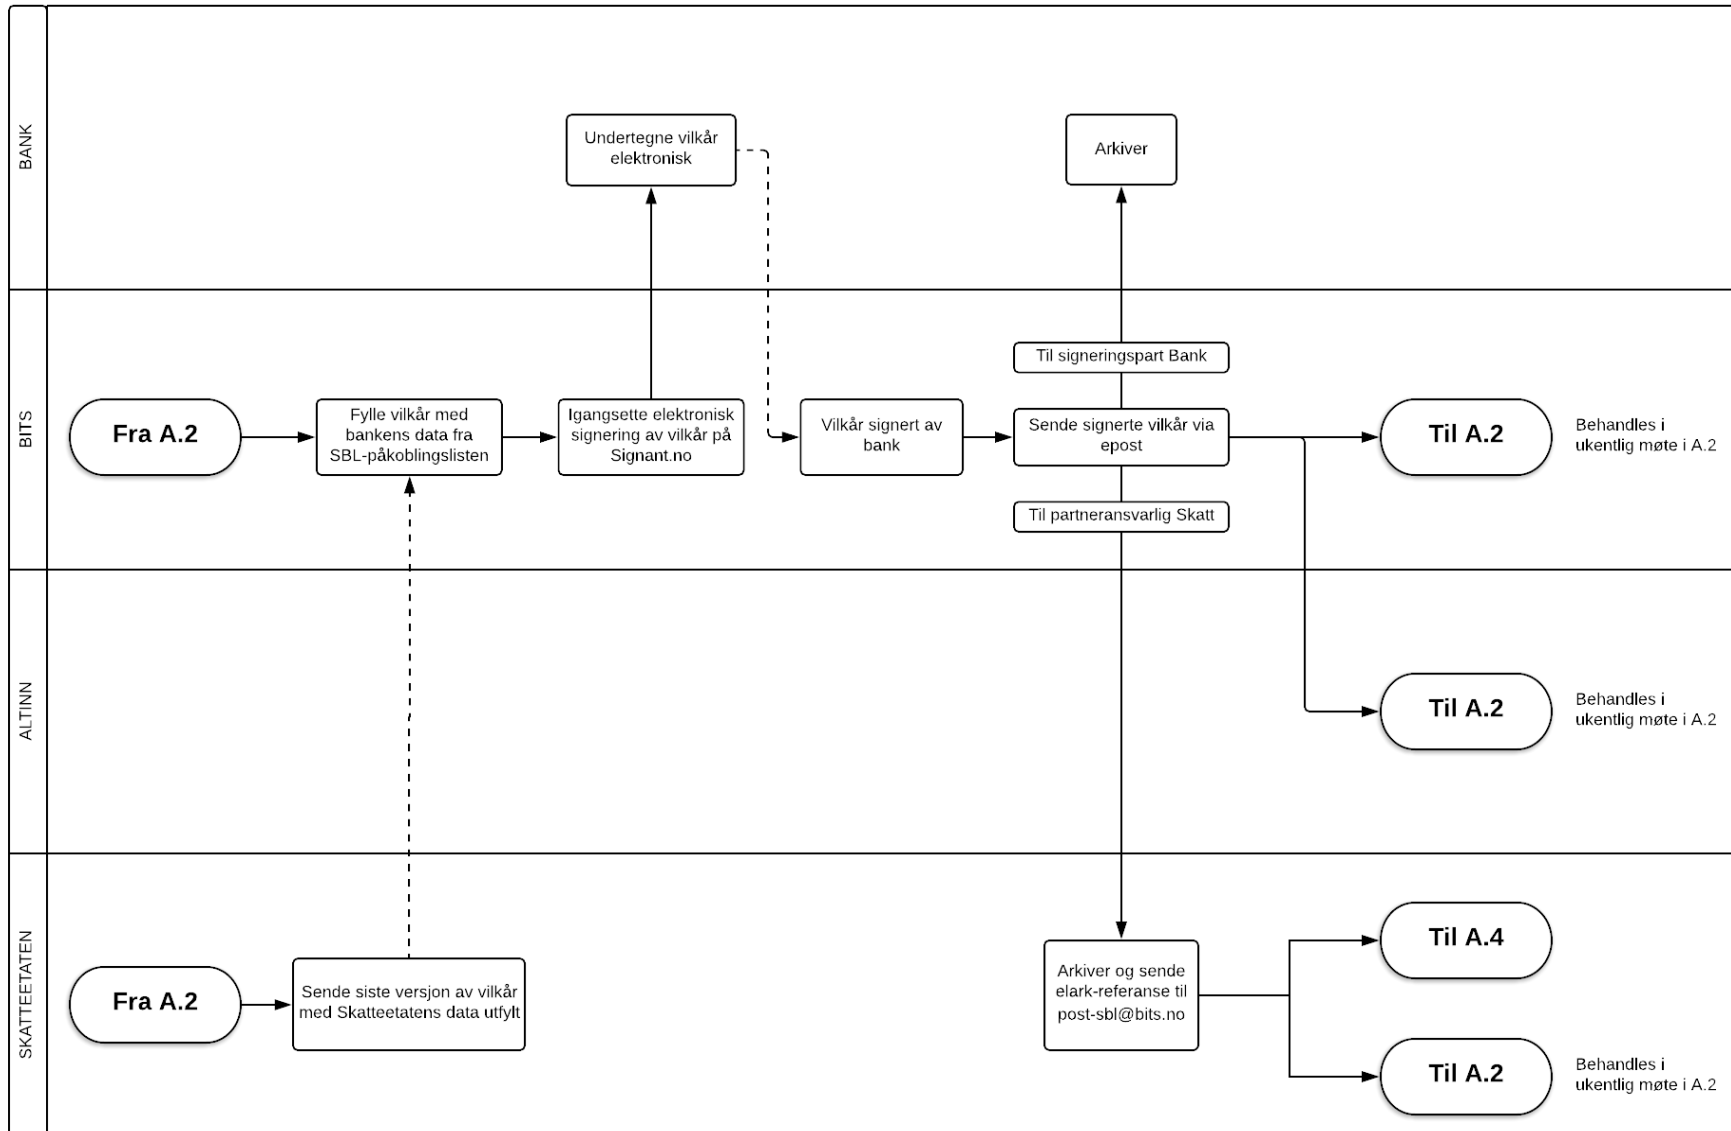 BANK
Undertegne vilkår
elektronisk
Arkiver
BITS
Fra A.2
Fylle vilkår med
bankens data fra
SBL-påkoblingslisten
Igangsette elektronisk
signering av vilkår på
Signant.no
Vilkår signert av
bank
Til signeringspart Bank
Sende signerte vilkår via
epost
Til partneransvarlig Skatt
Til A.2
Behandles i
ukentlig møte i A.2
ALTINN
Til A.2
Behandles i
ukentlig møte i A.2
SKATTEETATEN
Fra A.2
Sende siste versjon av vilkår
med Skatteetatens data utfylt
Arkiver og sende
elark-referanse til
post-sbl@bits.no
Til A.4
Til A.2
Behandles i
ukentlig møte i A.2